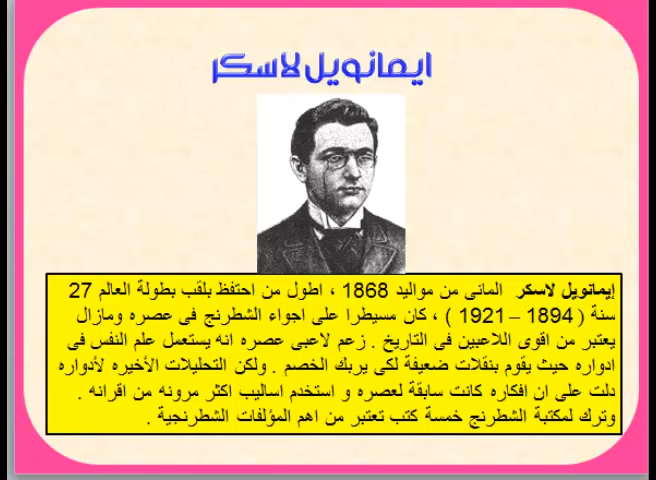 ايمانويل لاسكر
إيمانويل لاسكر المانى من مواليد 1868 ، اطول من احتفظ بلقب بطولة العالم 27
سنة ( 1894 – 1921 ) ، كان مسيطرا على اجواء الشطرنج فى عصره ومازال
يعتبر من اقوى اللاعبين فى التاريخ . زعم لاعبى عصره انه يستعمل علم النفس فى
ادواره حيث يقوم بنقلات ضعيفة لكى يربك الخصم . ولكن التحليلات الأخيره لأدواره
دلت على ان افكاره كانت سابقة لعصره و استخدم اساليب اكثر مرونه من اقرانه .
وترك لمكتبة الشطرنج خمسة كتب تعتبر من اهم المؤلفات الشطرنجية .